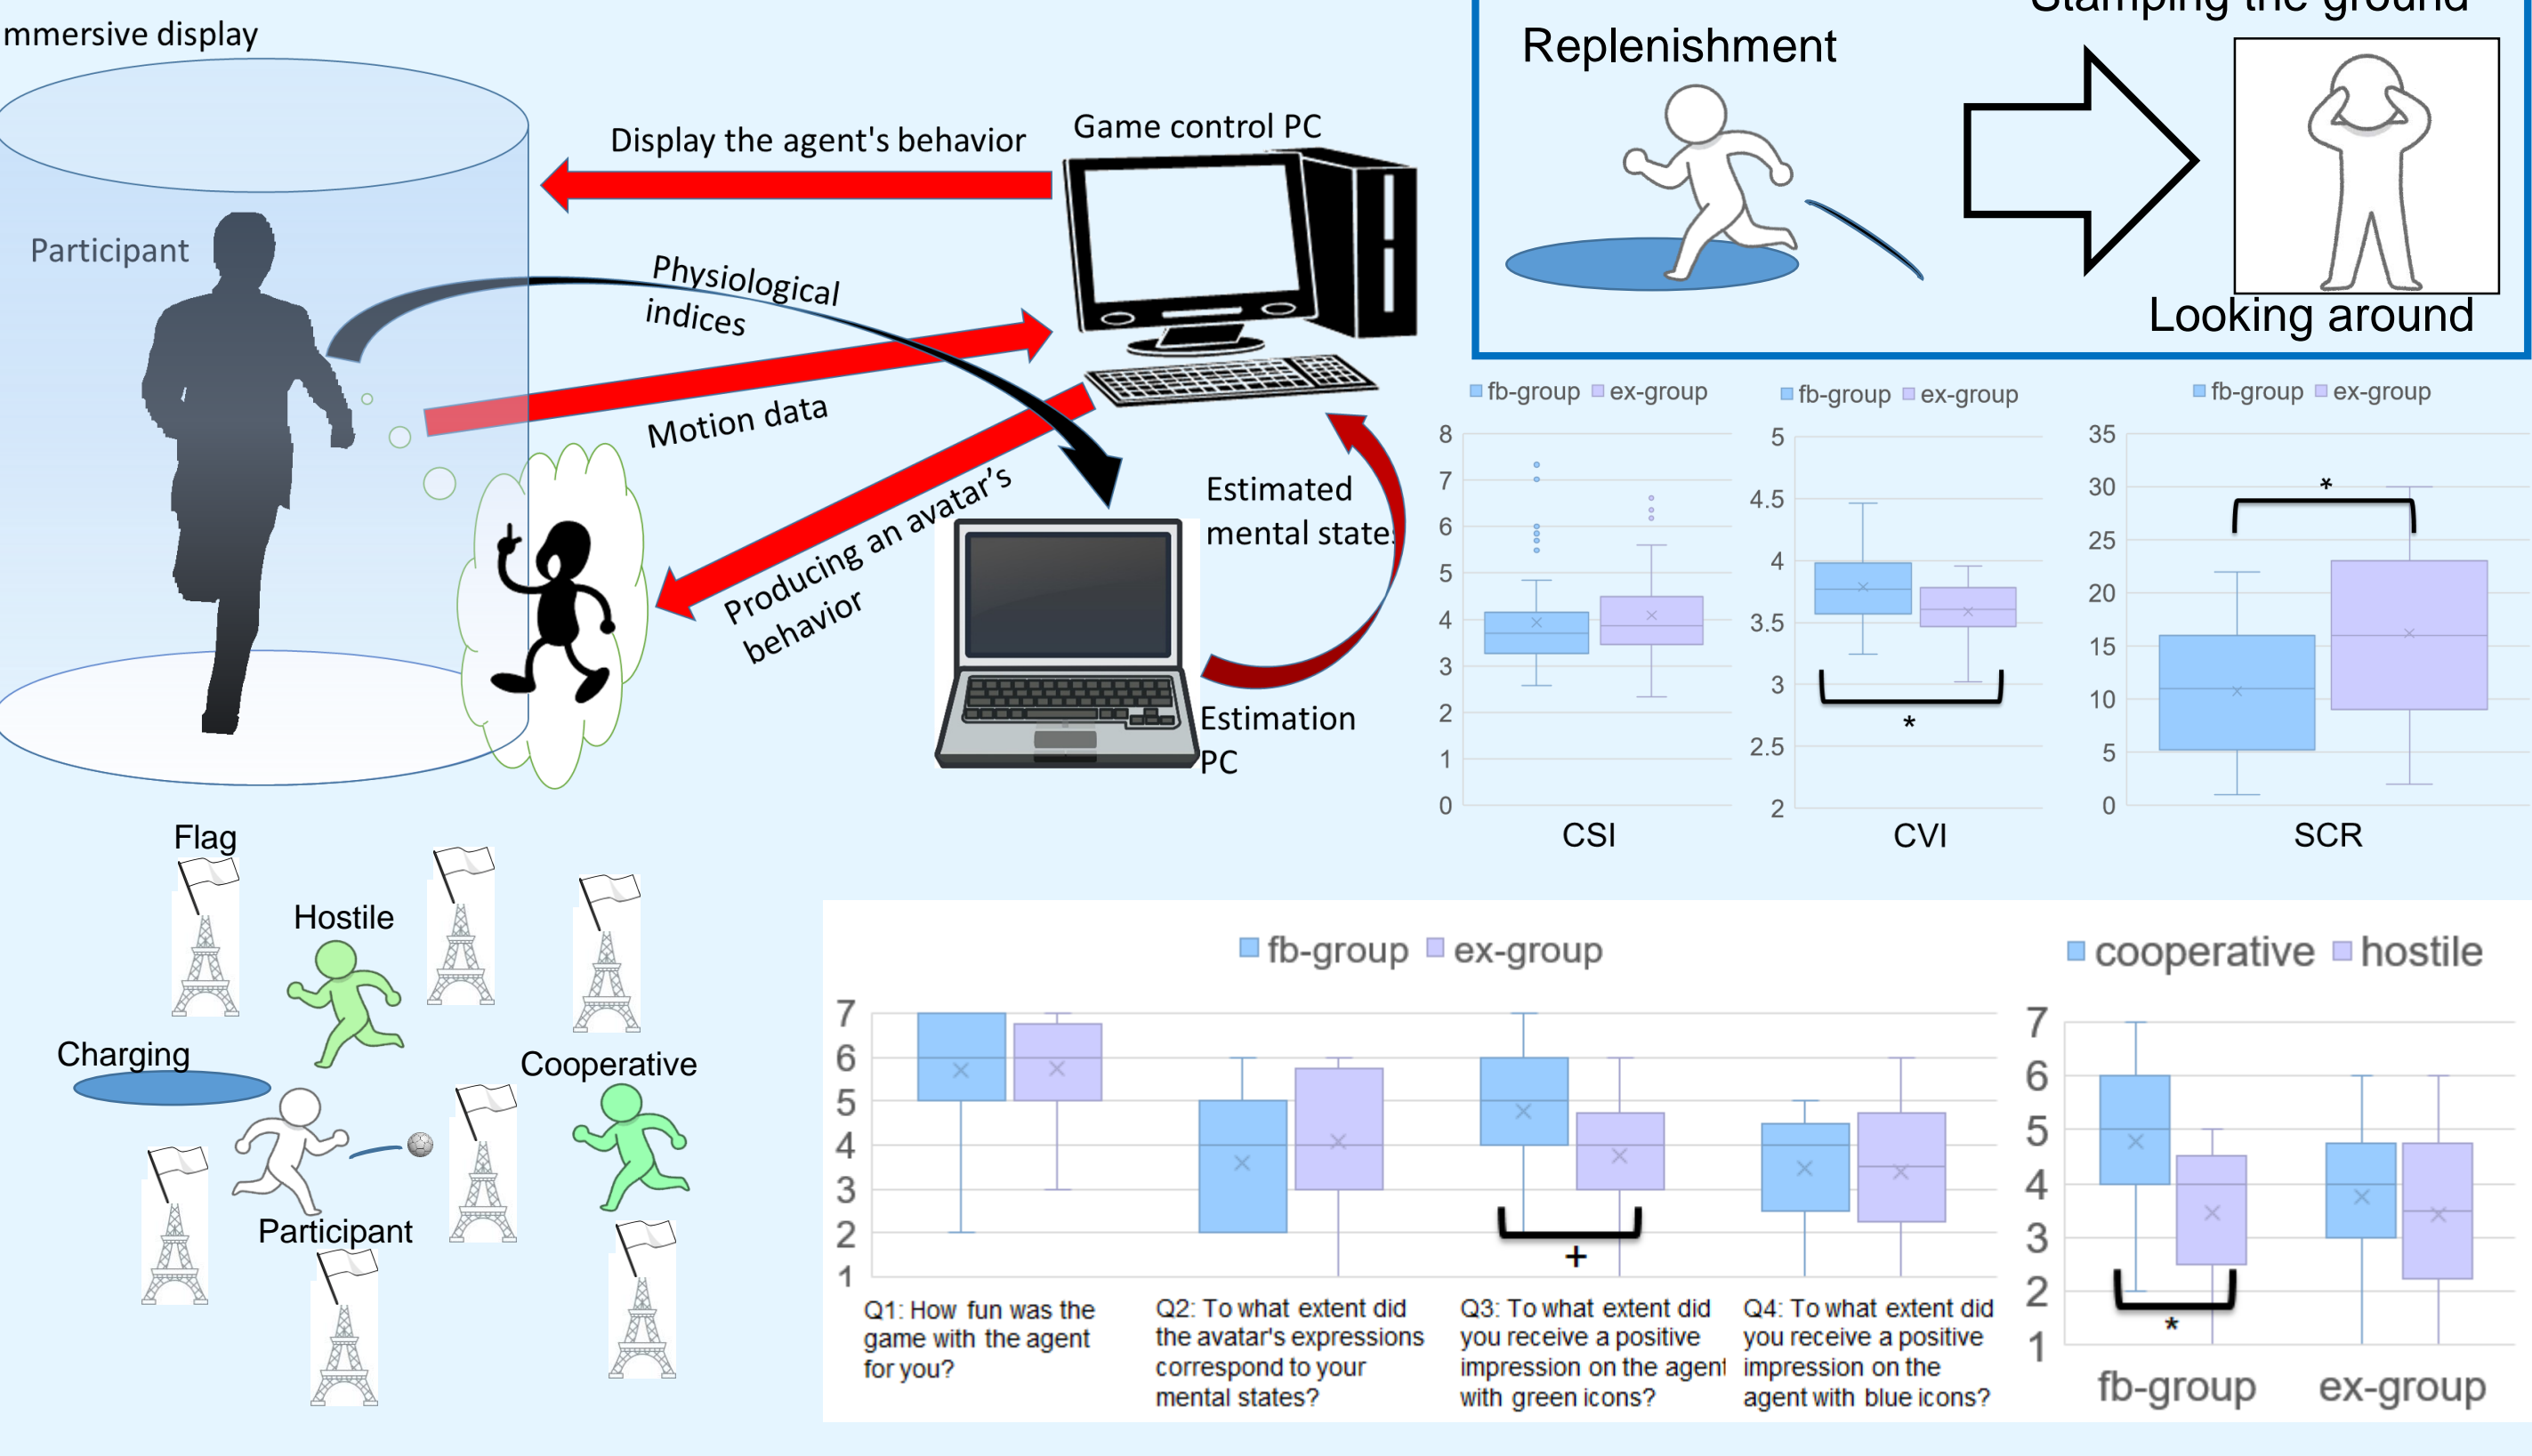 mmersive display
Participant
Display the agent's behavior
Game control PC
Physiological
indices
Motion data
Producing an avatar's
behavior
Estimated
mental state
Estimation
PC
Stamping the ground
Replenishment
Looking around
fb-group ex-group
8
7
6
5
4
3
2
1
0
CSI
fb-group ex-group
5
4.5
4
3.5
3
2.5
2
*
CVI
fb-group ex-group
35
30
25
20
15
10
5
0
*
SCR
Flag
Hostile
Charging
Cooperative
Participant
fb-group ex-group
7
6
5
4
3
2
1
+
Q1: How fun was the
game with the agent
for you?
Q2: To what extent did
the avatar's expressions
correspond to your
mental states?
Q3: To what extent did
you receive a positive
impression on the agent
with green icons?
Q4: To what extent did
you receive a positive
impression on the
agent with blue icons?
cooperative hostile
7
6
5
4
3
2
1
*
fb-group ex-group